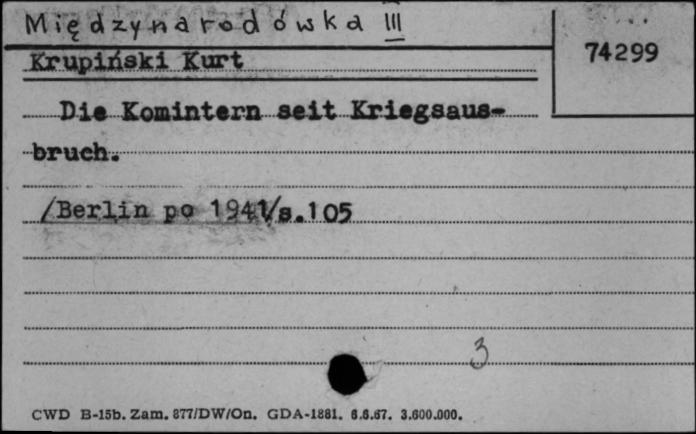 Międzynarodówka III
74299
Krupiński Kurt
Die Komintern seit Kriegsaus-
bruch.
/Berlin po 1941/s.105
3
CWD B-15b. Zam. 877/DW/On. GDA-1881. 6.6.67. 3.600.000.